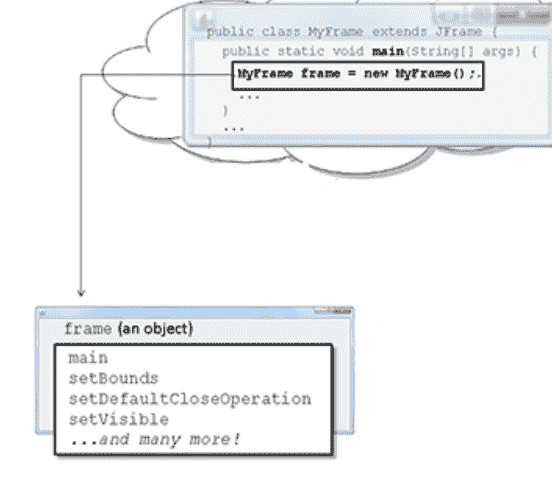 public class MyFrame extends JFrame {
public static void main(String[] args) {
MyFrame frame = new MyFrame();
...
}
...
}
frame (an object)
main
setBounds
setDefaultCloseOperation
setVisible
...and many more!